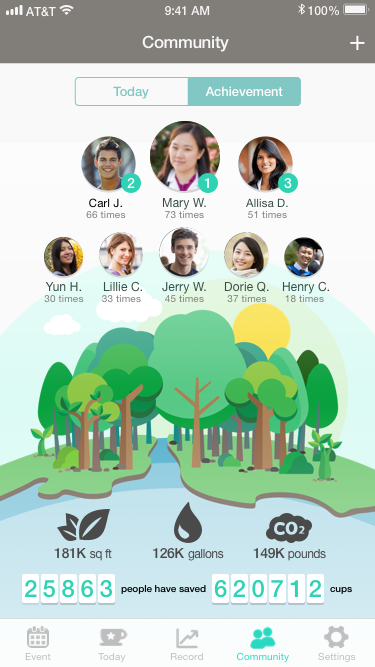 AT&T 9:41 AM 100%
Community +
Today Achievement
2 1 3
Carl J. Mary W. Allisa D.
66 times 73 times 51 times
Yun H. Lillie C. Jerry W. Dorie Q. Henry C.
30 times 33 times 45 times 37 times 18 times
CO2
181K sq ft 126K gallons 149K pounds
25863 people have saved 620712 cups
Event Today Record Community Settings